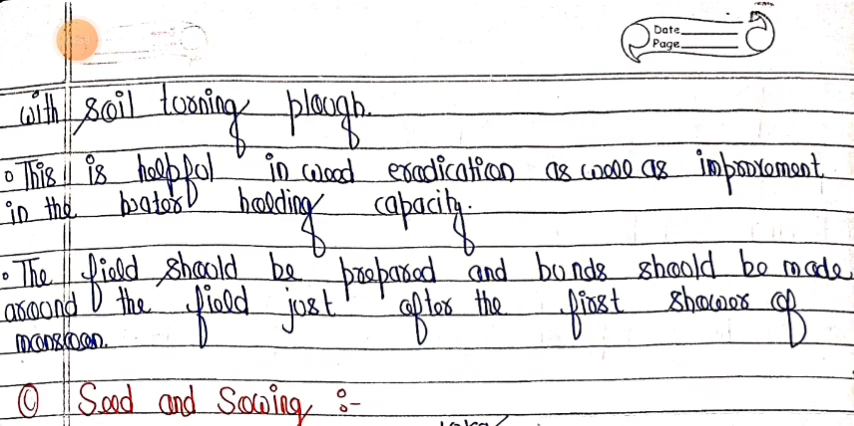 Date
Page
with soil turning plough.
o This is helpful in weed eradication as well as improvement
in the water holding capacity.
• The field should be prepared and bunds should be made
around the field just after the first shower of
monsoon.
© Seed and Sowing :-